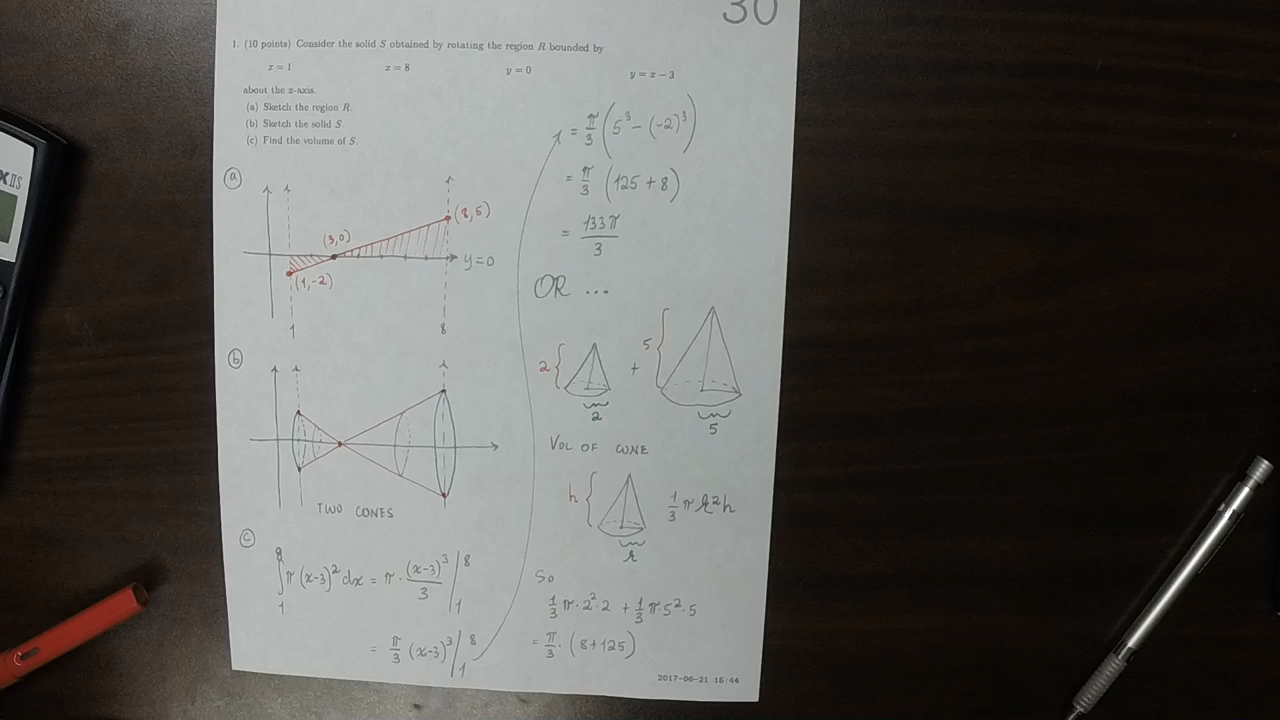 30
1. (10 points) Consider the solid S obtained by rotating the region R bounded by
x = 1 x = 8 y = 0 y = x − 3
about the x-axis.
(a) Sketch the region R.
(b) Sketch the solid S.
(c) Find the volume of S.
XIIS
(a)
(8,5)
(3,0)
y=0
(1,-2)
1 8
(b)
TWO CONES
(c)
∫₁⁸ π (x-3)² dx = π · (x-3)³/3 |₁⁸
= π/3 (x-3)³ |₁⁸
= π/3 (5³ - (-2)³)
= π/3 (125 + 8)
= 133π/3
OR ...
2 2 + 5 5
VOL OF CONE
h r 1/3 π r² h
So
1/3 π·2²·2 + 1/3 π·5²·5
= π/3 · (8+125)
2017-06-21 16:44